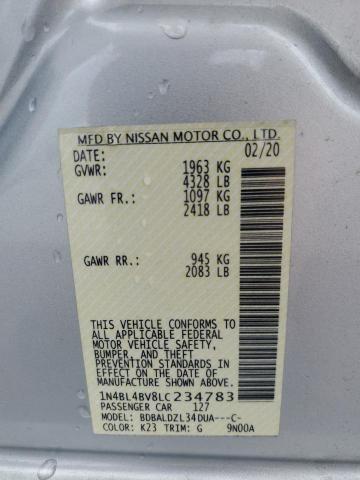 MFD BY NISSAN MOTOR CO., LTD.
DATE: 02/20
GVWR: 1963 KG
4328 LB
GAWR FR.: 1097 KG
2418 LB
GAWR RR.: 945 KG
2083 LB
THIS VEHICLE CONFORMS TO
ALL APPLICABLE FEDERAL
MOTOR VEHICLE SAFETY,
BUMPER, AND THEFT
PREVENTION STANDARDS IN
EFFECT ON THE DATE OF
MANUFACTURE SHOWN ABOVE.
1N4BL4BV8LC234783
PASSENGER CAR 127
MODEL: BDBALDZL34DUA---C-
COLOR: K23 TRIM: G 9N00A